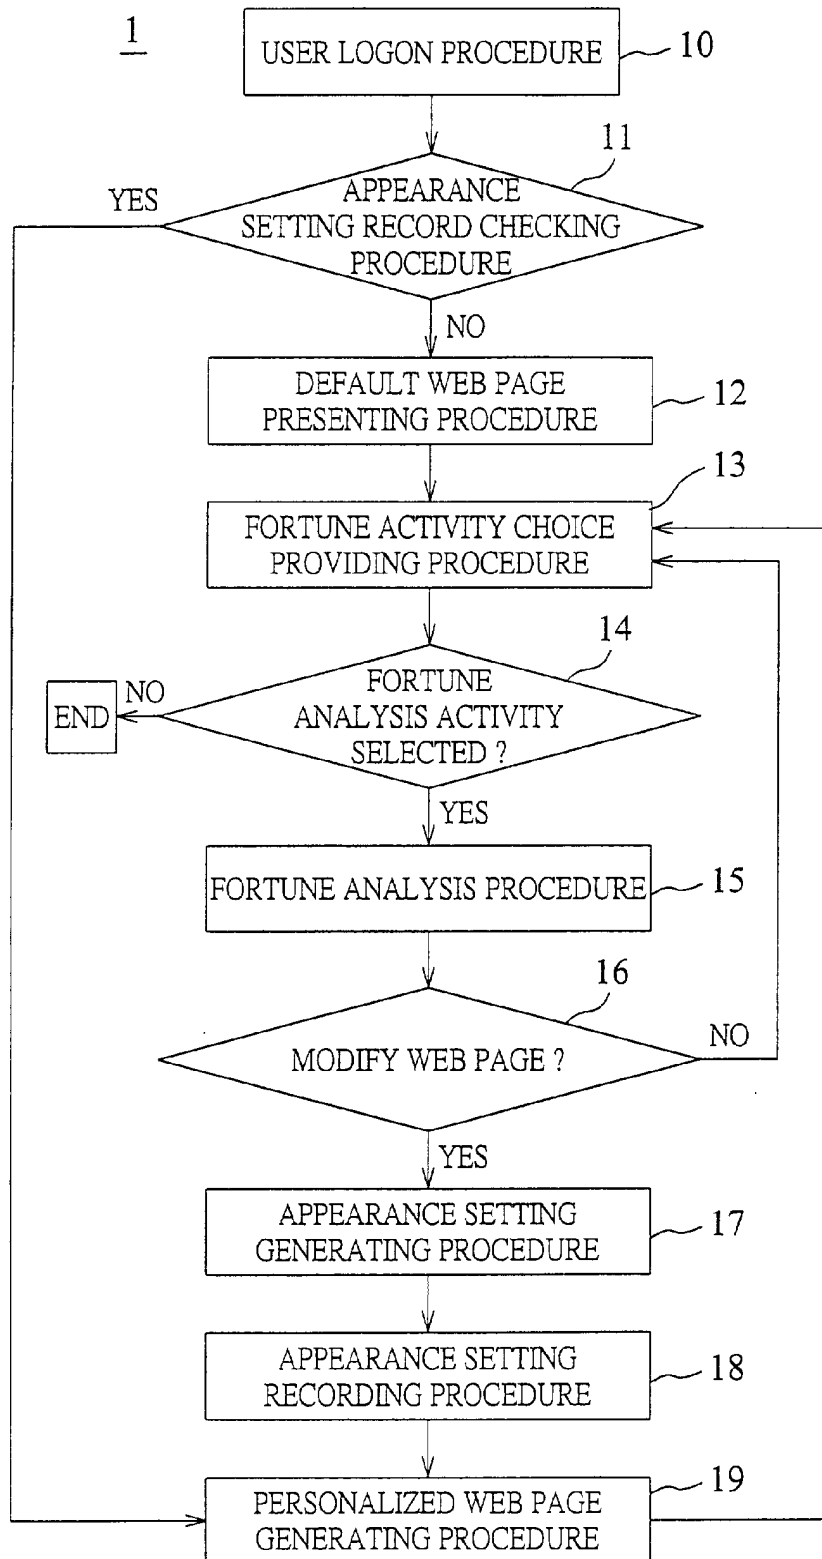 1
USER LOGON PROCEDURE
10
11
YES
APPEARANCE
SETTING RECORD CHECKING
PROCEDURE
NO
DEFAULT WEB PAGE
PRESENTING PROCEDURE
12
13
FORTUNE ACTIVITY CHOICE
PROVIDING PROCEDURE
14
FORTUNE
ANALYSIS ACTIVITY
SELECTED ?
NO
END
YES
FORTUNE ANALYSIS PROCEDURE
15
16
MODIFY WEB PAGE ?
NO
YES
APPEARANCE SETTING
GENERATING PROCEDURE
17
APPEARANCE SETTING
RECORDING PROCEDURE
18
19
PERSONALIZED WEB PAGE
GENERATING PROCEDURE